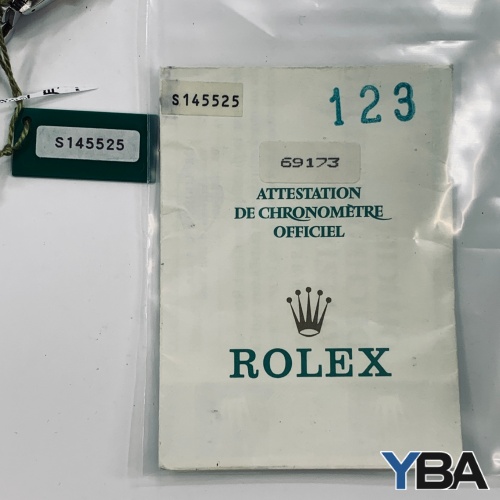 S145525
123
S145525
69173
ATTESTATION
DE CHRONOMÈTRE
OFFICIEL
ROLEX
YBA